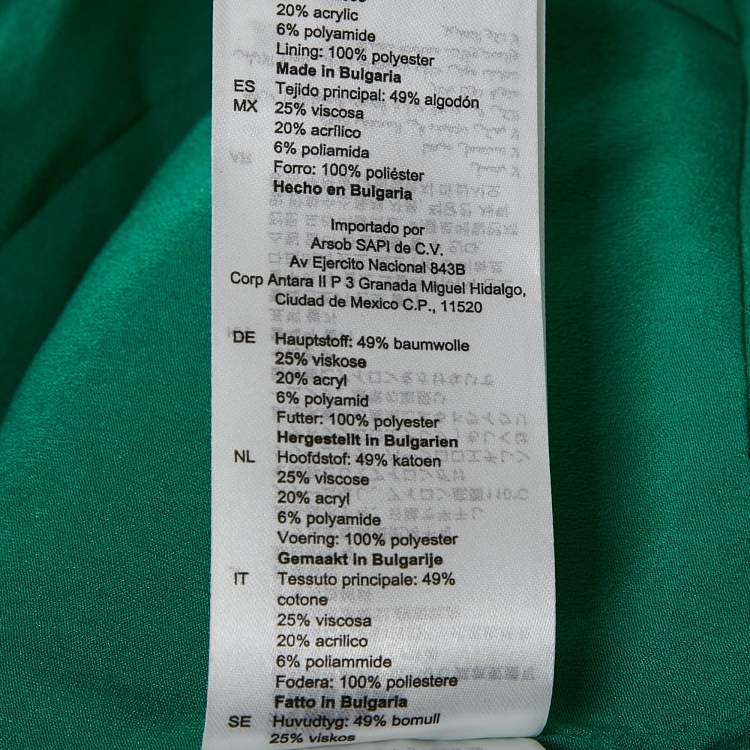 20% acrylic
6% polyamide
Lining: 100% polyester
Made in Bulgaria
ES Tejido principal: 49% algodón
MX 25% viscosa
20% acrílico
6% poliamida
Forro: 100% poliéster
Hecho en Bulgaria
Importado por
Arsob SAPI de C.V.
Av Ejercito Nacional 843B
Corp Antara II P 3 Granada Miguel Hidalgo,
Ciudad de Mexico C.P., 11520
DE Hauptstoff: 49% baumwolle
25% viskose
20% acryl
6% polyamid
Futter: 100% polyester
Hergestellt in Bulgarien
NL Hoofdstof: 49% katoen
25% viscose
20% acryl
6% polyamide
Voering: 100% polyester
Gemaakt in Bulgarije
IT Tessuto principale: 49%
cotone
25% viscosa
20% acrilico
6% poliammide
Fodera: 100% poliestere
Fatto in Bulgaria
SE Huvudtyg: 49% bomull
25% viskos